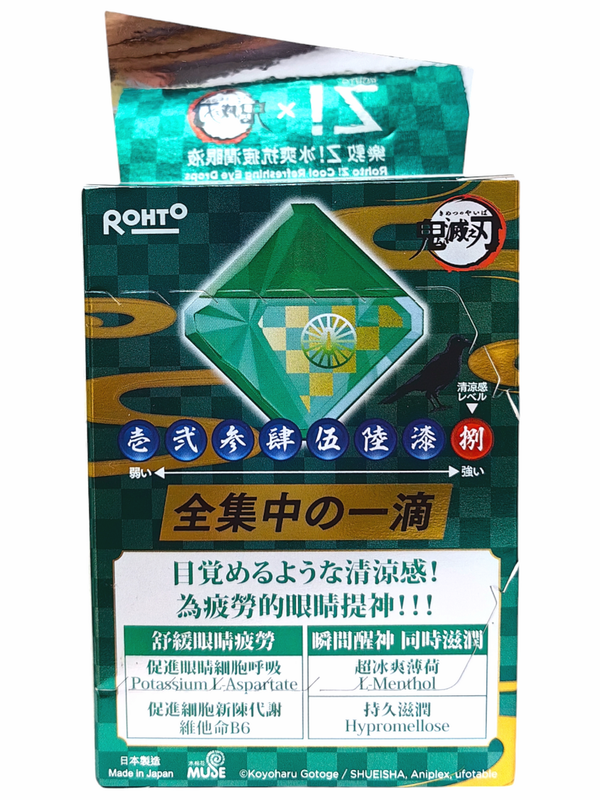 Z!
×
鬼滅之刃
樂敦 Z! 冰爽抗疲潤眼液
Rohto Z! Cool Refreshing Eye Drops
ROHTO
きめつのやいば
鬼滅之刃
清涼感
レベル
壱 弐 参 肆 伍 陸 漆 捌
弱い 強い
全集中の一滴
目覚めるような清涼感!
為疲勞的眼睛提神!!!
舒緩眼睛疲勞 瞬間醒神 同時滋潤
促進眼睛細胞呼吸
Potassium L-Aspartate
超冰爽薄荷
L-Menthol
促進細胞新陳代謝
維他命B6
持久滋潤
Hypromellose
日本製造
Made in Japan
MUSE
©Koyoharu Gotoge / SHUEISHA, Aniplex, ufotable